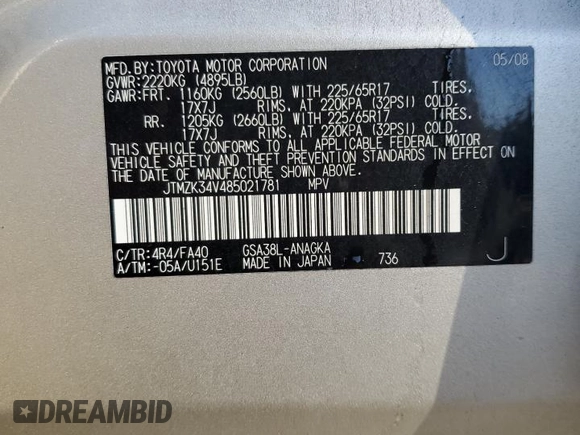 MFD.BY:TOYOTA MOTOR CORPORATION 05/08
GVWR:2220KG (4895LB)
GAWR:FRT. 1160KG (2560LB) WITH 225/65R17 TIRES,
17X7J RIMS, AT 220KPA (32PSI) COLD.
RR. 1205KG (2660LB) WITH 225/65R17 TIRES,
17X7J RIMS, AT 220KPA (32PSI) COLD.
THIS VEHICLE CONFORMS TO ALL APPLICABLE FEDERAL MOTOR
VEHICLE SAFETY AND THEFT PREVENTION STANDARDS IN EFFECT ON
THE DATE OF MANUFACTURE SHOWN ABOVE.
JTMZK34V485021781 MPV
C/TR:4R4/FA40 GSA38L-ANAGKA
A/TM:-05A/U151E MADE IN JAPAN 736 J
DREAMBID